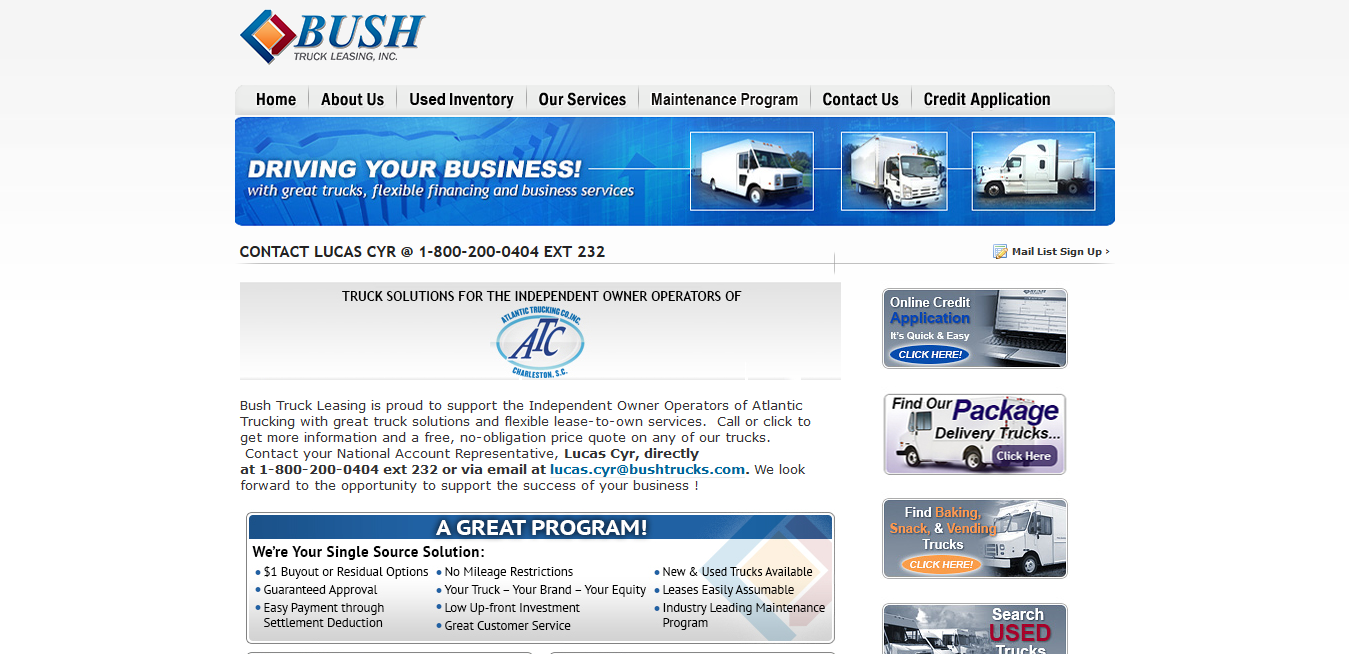 BUSH
TRUCK LEASING, INC.
Home
About Us
Used Inventory
Our Services
Maintenance Program
Contact Us
Credit Application
DRIVING YOUR BUSINESS!
with great trucks, flexible financing and business services
CONTACT LUCAS CYR @ 1-800-200-0404 EXT 232
Mail List Sign Up >
TRUCK SOLUTIONS FOR THE INDEPENDENT OWNER OPERATORS OF
ATLANTIC TRUCKING CO., INC.
ATC
CHARLESTON, S.C.
Bush Truck Leasing is proud to support the Independent Owner Operators of Atlantic
Trucking with great truck solutions and flexible lease-to-own services. Call or click to
get more information and a free, no-obligation price quote on any of our trucks.
Contact your National Account Representative, Lucas Cyr, directly
at 1-800-200-0404 ext 232 or via email at lucas.cyr@bushtrucks.com. We look
forward to the opportunity to support the success of your business !
A GREAT PROGRAM!
We're Your Single Source Solution:
• $1 Buyout or Residual Options
• Guaranteed Approval
• Easy Payment through
Settlement Deduction
• No Mileage Restrictions
• Your Truck – Your Brand – Your Equity
• Low Up-front Investment
• Great Customer Service
• New & Used Trucks Available
• Leases Easily Assumable
• Industry Leading Maintenance
Program
Online Credit
Application
It's Quick & Easy
CLICK HERE!
Find Our Package
Delivery Trucks...
Click Here
Find Baking,
Snack, & Vending
Trucks
CLICK HERE!
Search
USED
Trucks